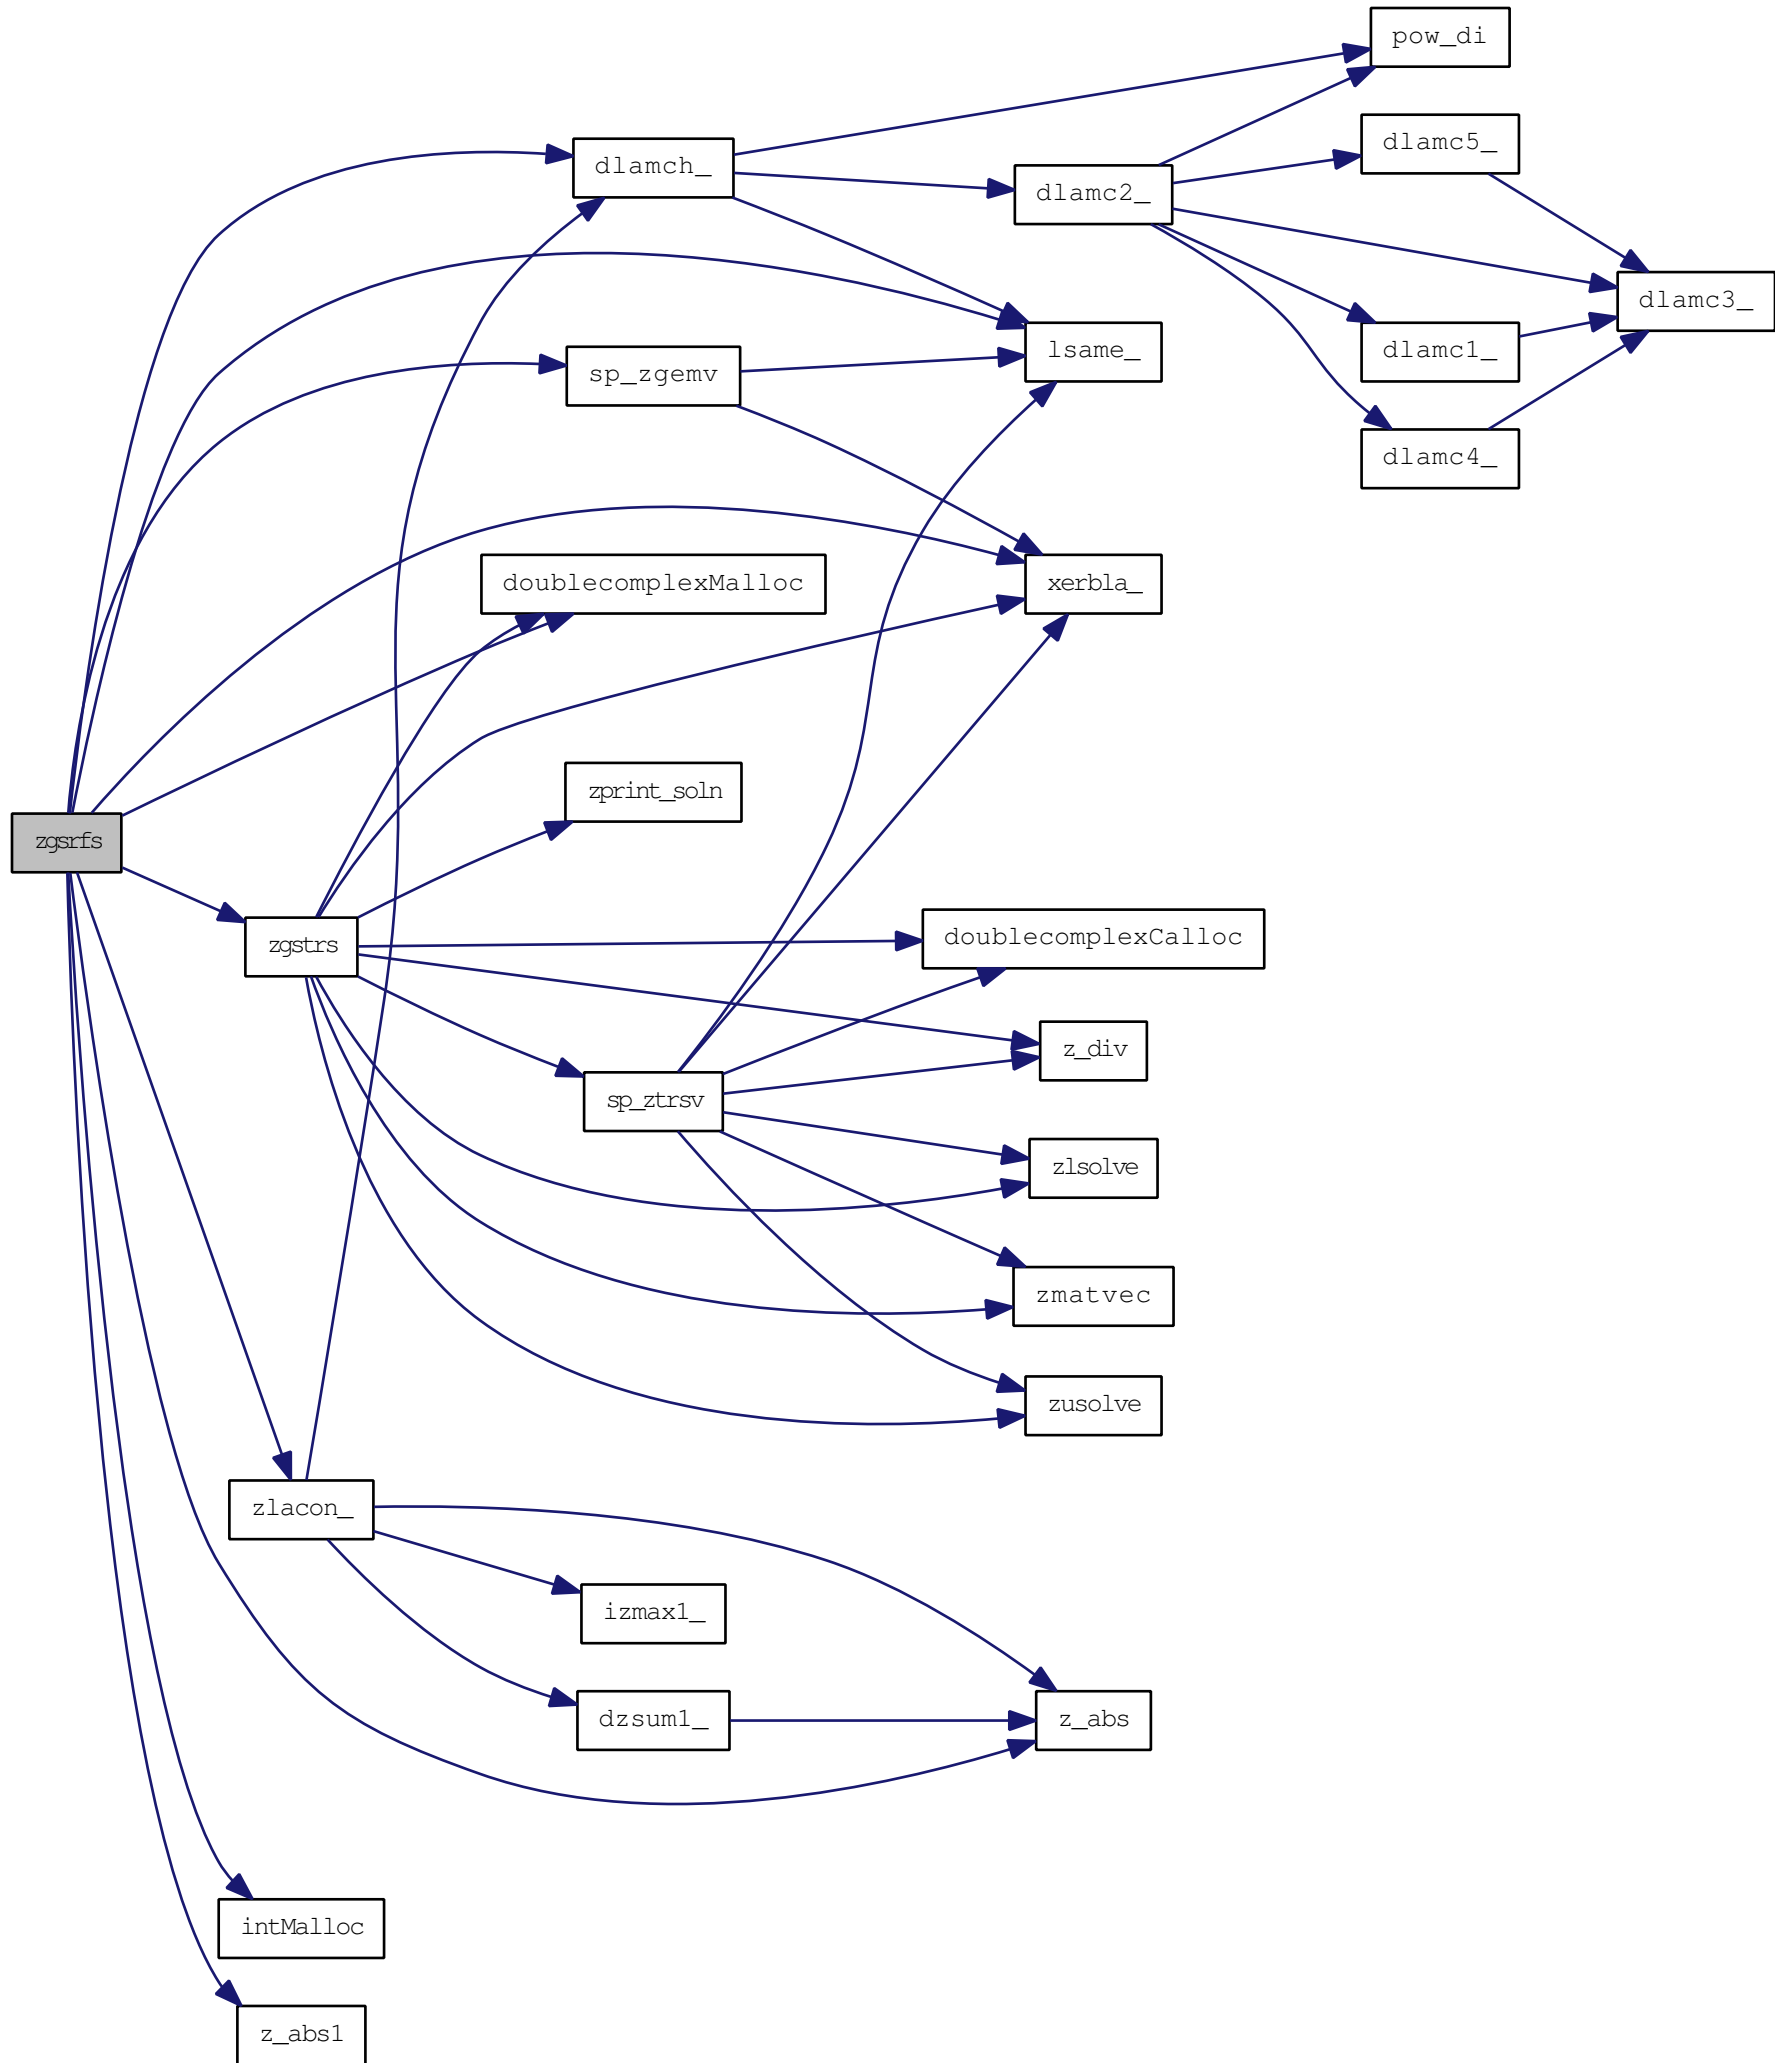 pow_di
dlamc5_
dlamch_
dlamc2_
dlamc3_
lsame_
dlamc1_
sp_zgemv
dlamc4_
doublecomplexMalloc
xerbla_
zprint_soln
zgsrfs
zgstrs
doublecomplexCalloc
z_div
sp_ztrsv
zlsolve
zmatvec
zusolve
zlacon_
izmax1_
dzsum1_
z_abs
intMalloc
z_abs1